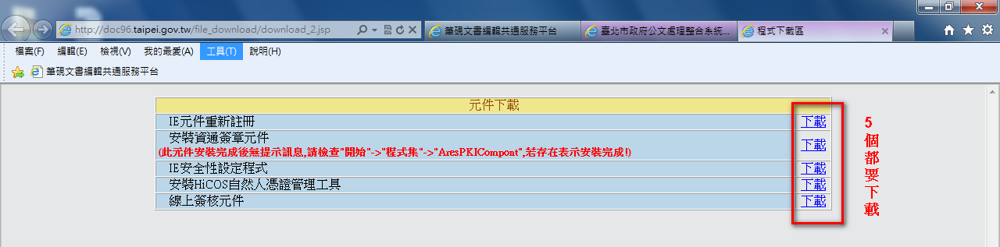 http://doc96.taipei.gov.tw/file_download/download_2.jsp
筆硯文書編輯共通服務平台
臺北市政府公文處理整合系統...
程式下載區
檔案(F) 編輯(E) 檢視(V) 我的最愛(A) 工具(T) 說明(H)
筆硯文書編輯共通服務平台
元件下載
IE元件重新註冊 下載
安裝資通簽章元件 下載
(此元件安裝完成後無提示訊息,請檢查"開始"->"程式集"->"AresPKICompont",若存在表示安裝完成!)
IE安全性設定程式 下載
安裝HiCOS自然人憑證管理工具 下載
線上簽核元件 下載
5
個
都
要
下
載